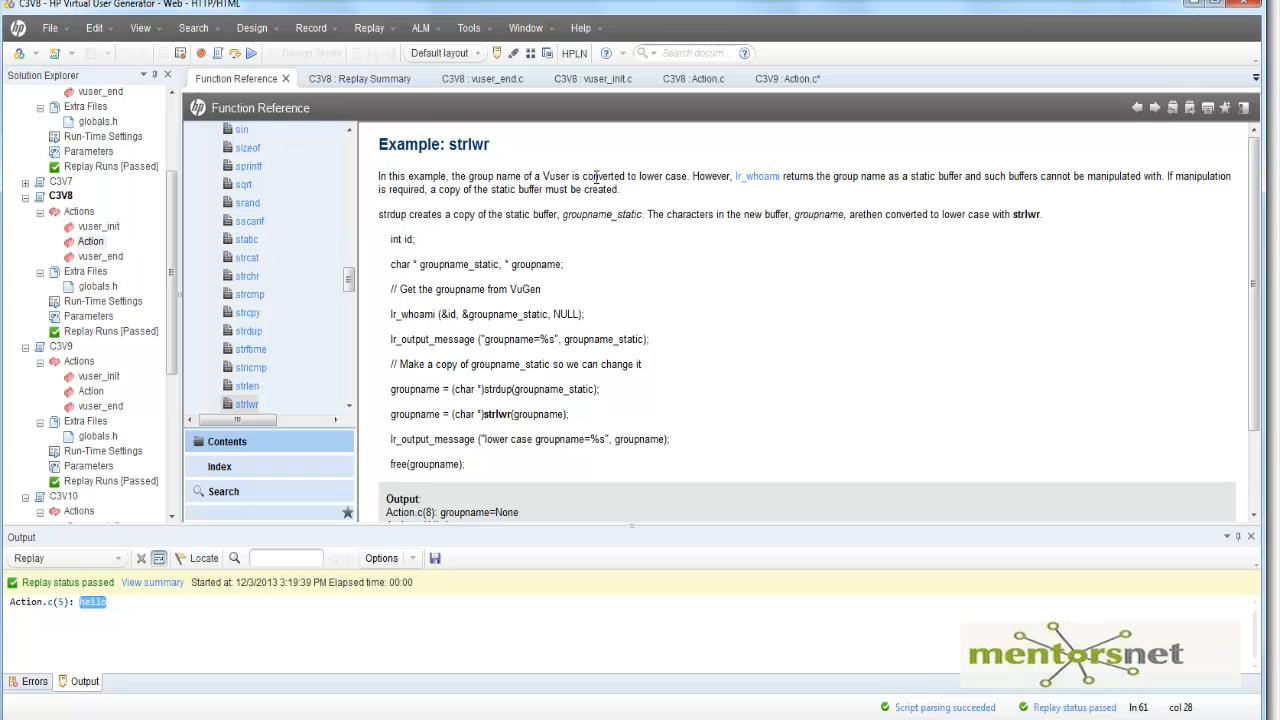 C3V8 - HP Virtual User Generator - Web - HTTP/HTML
File Edit View Search Design Record Replay ALM Tools Window Help
Design Studio Default layout HPLN Search docum
Solution Explorer
vuser_end
Extra Files
globals.h
Run-Time Settings
Parameters
Replay Runs [Passed]
C3V7
C3V8
Actions
vuser_init
Action
vuser_end
Extra Files
globals.h
Run-Time Settings
Parameters
Replay Runs [Passed]
C3V9
Actions
vuser_init
Action
vuser_end
Extra Files
globals.h
Run-Time Settings
Parameters
Replay Runs [Passed]
C3V10
Actions
Function Reference C3V8 : Replay Summary C3V8 : vuser_end.c C3V8 : vuser_init.c C3V8 : Action.c C3V9 : Action.c*
hp Function Reference
sin
sizeof
sprintf
sqrt
srand
sscanf
static
strcat
strchr
strcmp
strcpy
strdup
strftime
stricmp
strlen
strlwr
Contents
Index
Search
Example: strlwr
In this example, the group name of a Vuser is converted to lower case. However, lr_whoami returns the group name as a static buffer and such buffers cannot be manipulated with. If manipulation
is required, a copy of the static buffer must be created.
strdup creates a copy of the static buffer, groupname_static. The characters in the new buffer, groupname, arethen converted to lower case with strlwr.
int id;
char * groupname_static, * groupname;
// Get the groupname from VuGen
lr_whoami (&id, &groupname_static, NULL);
lr_output_message ("groupname=%s", groupname_static);
// Make a copy of groupname_static so we can change it
groupname = (char *)strdup(groupname_static);
groupname = (char *)strlwr(groupname);
lr_output_message ("lower case groupname=%s", groupname);
free(groupname);
Output:
Action.c(8): groupname=None
Output
Replay Locate Options
Replay status passed View summary Started at: 12/3/2013 3:19:39 PM Elapsed time: 00:00
Action.c(5): hello
mentorsnet
Errors Output
Script parsing succeeded Replay status passed ln 61 col 28